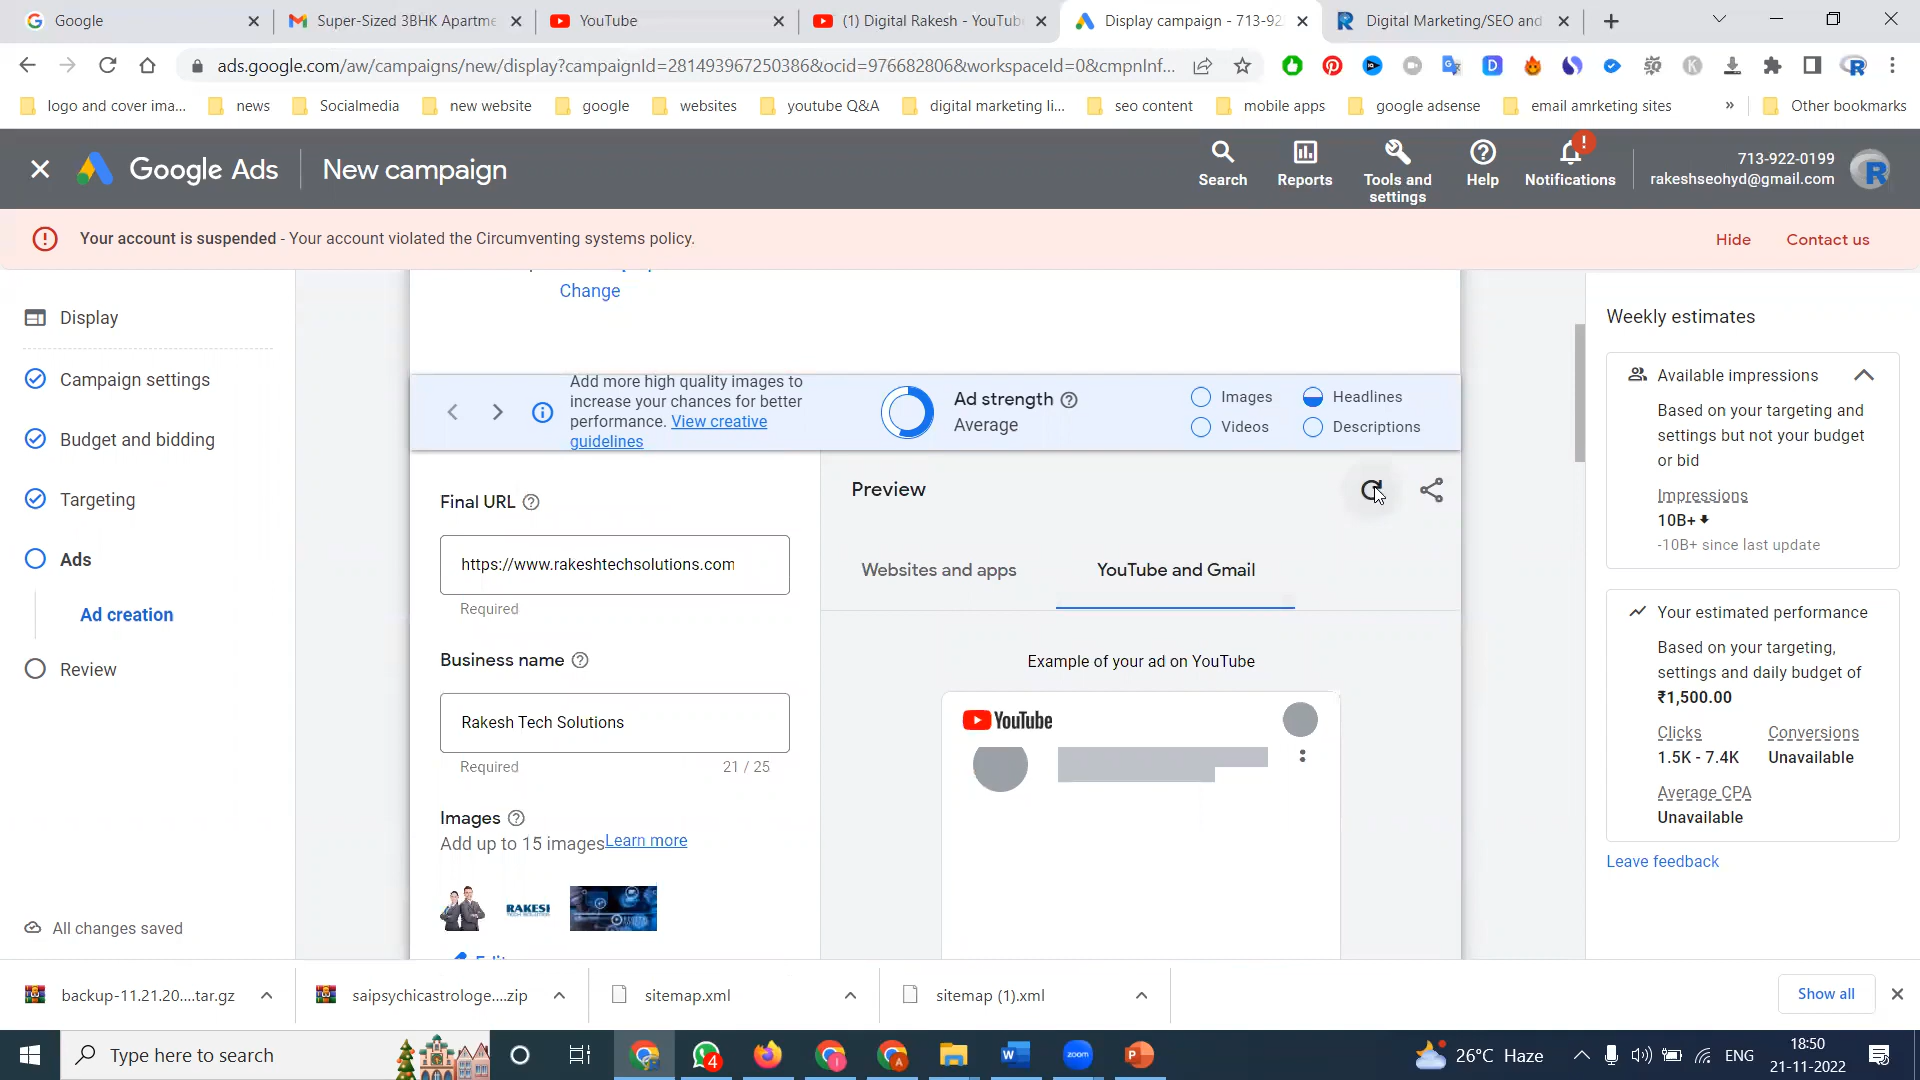 Google
Super-Sized 3BHK Apartme
YouTube
(1) Digital Rakesh - YouTub
Display campaign - 713-92
Digital Marketing/SEO and
ads.google.com/aw/campaigns/new/display?campaignId=281493967250386&ocid=976682806&workspaceId=0&cmpnInf...
logo and cover ima...
news
Socialmedia
new website
google
websites
youtube Q&A
digital marketing li...
seo content
mobile apps
google adsense
email amrketing sites
»
Other bookmarks
Google Ads
New campaign
Search
Reports
Tools and
settings
Help
Notifications
713-922-0199
rakeshseohyd@gmail.com
Your account is suspended - Your account violated the Circumventing systems policy.
Hide
Contact us
Display
Campaign settings
Budget and bidding
Targeting
Ads
Ad creation
Review
All changes saved
Change
Add more high quality images to
increase your chances for better
performance. View creative
guidelines
Ad strength
Average
Images
Headlines
Videos
Descriptions
Final URL
https://www.rakeshtechsolutions.com
Required
Business name
Rakesh Tech Solutions
Required
21 / 25
Images
Add up to 15 images Learn more
RAKESH
TECH SOLUTION
Preview
Websites and apps
YouTube and Gmail
Example of your ad on YouTube
YouTube
Weekly estimates
Available impressions
Based on your targeting and
settings but not your budget
or bid
Impressions
10B+
-10B+ since last update
Your estimated performance
Based on your targeting,
settings and daily budget of
₹1,500.00
Clicks
Conversions
1.5K - 7.4K
Unavailable
Average CPA
Unavailable
Leave feedback
backup-11.21.20....tar.gz
saipsychicastrologe....zip
sitemap.xml
sitemap (1).xml
Show all
Type here to search
4
zoom
26°C Haze
ENG
18:50
21-11-2022